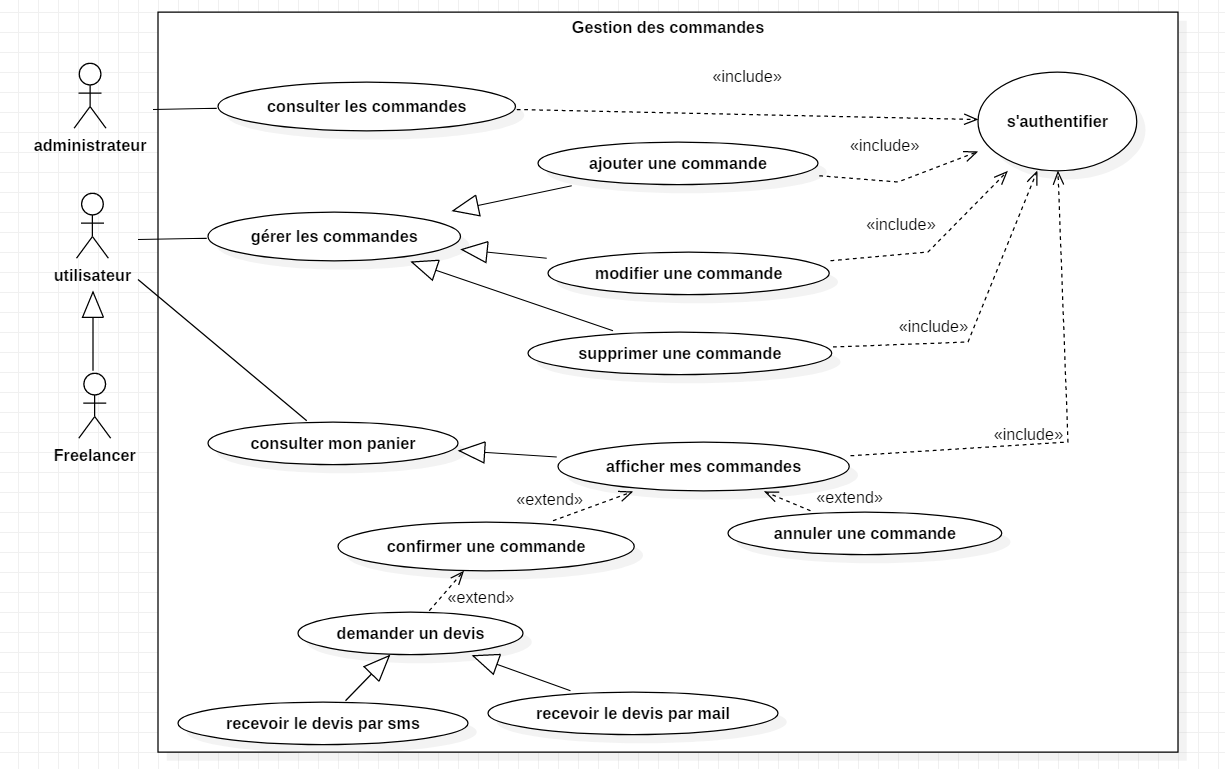 Gestion des commandes
«include»
consulter les commandes
s'authentifier
administrateur
«include»
ajouter une commande
«include»
gérer les commandes
utilisateur
modifier une commande
«include»
supprimer une commande
«include»
consulter mon panier
Freelancer
afficher mes commandes
«extend»
«extend»
annuler une commande
confirmer une commande
«extend»
demander un devis
recevoir le devis par mail
recevoir le devis par sms